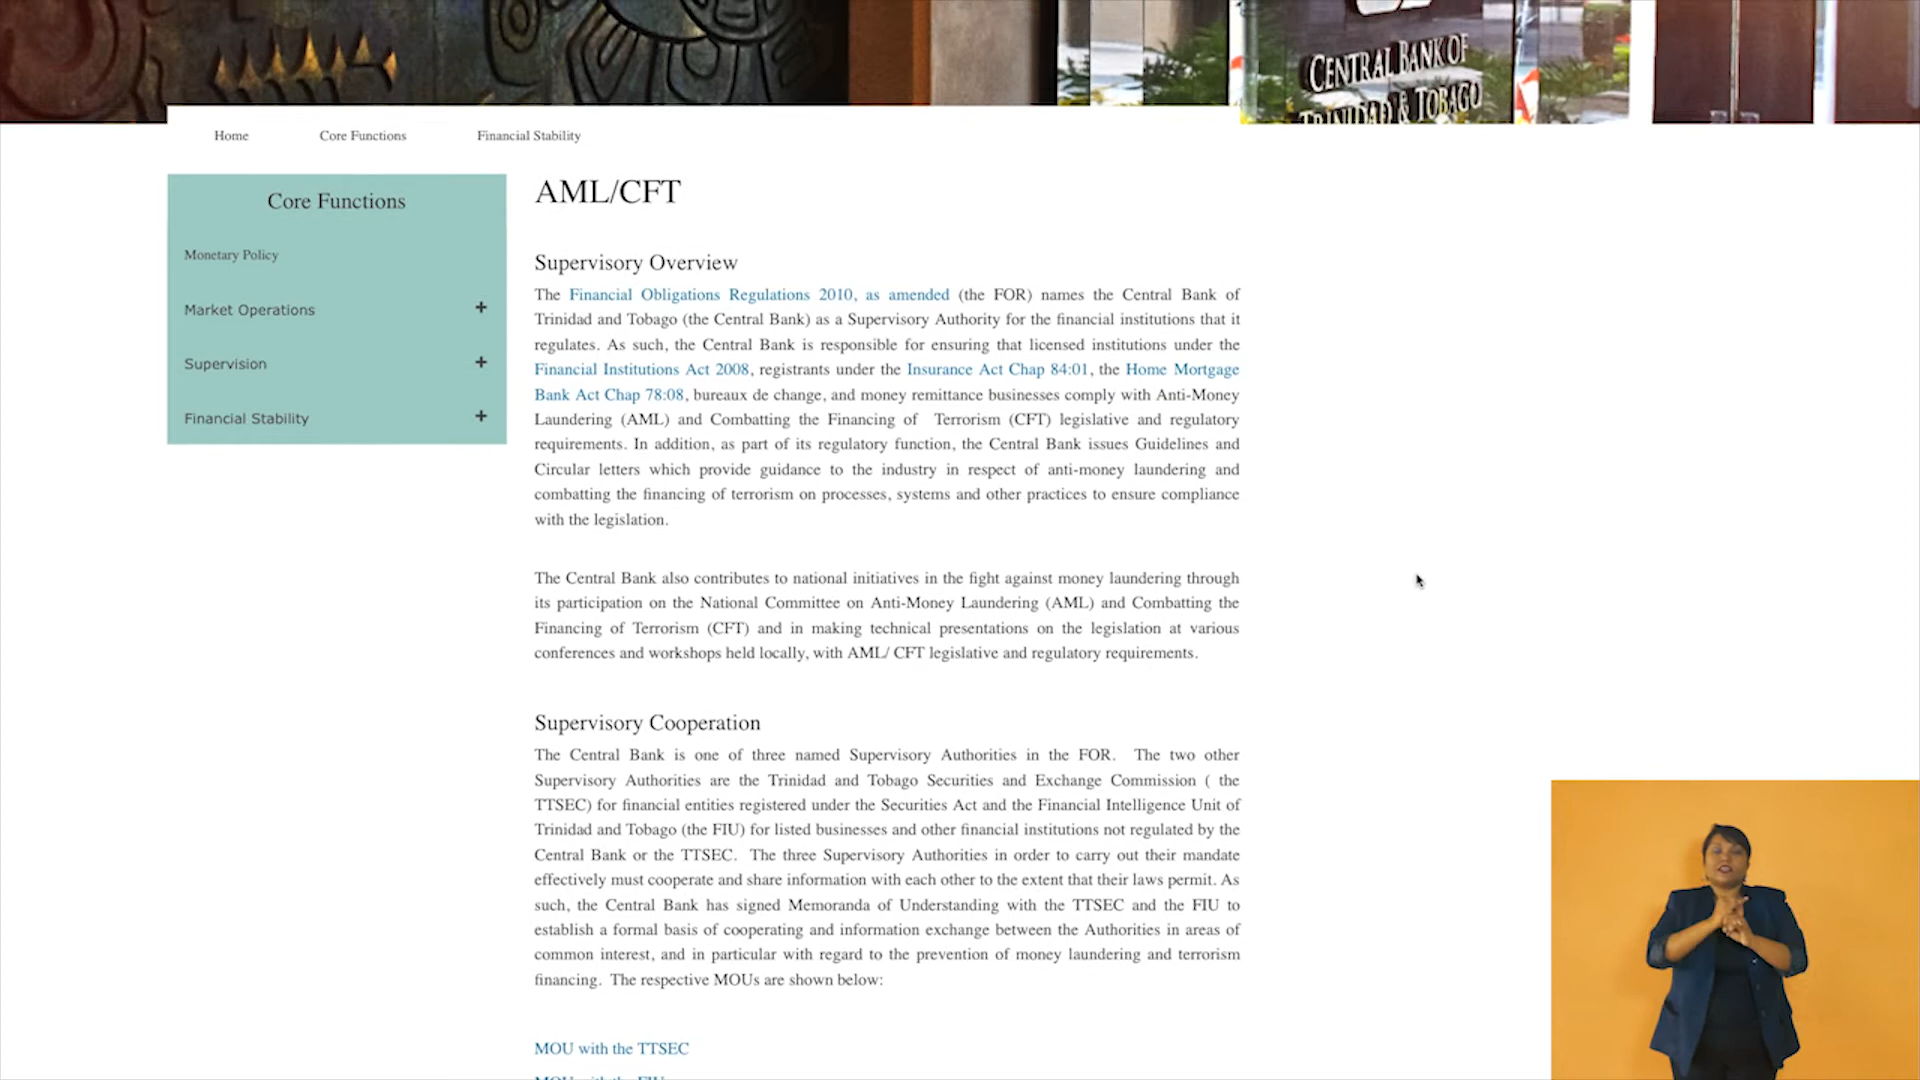 CENTRAL BANK OF
TRINIDAD & TOBAGO
Home Core Functions Financial Stability
Core Functions
Monetary Policy
Market Operations +
Supervision +
Financial Stability +
AML/CFT
Supervisory Overview
The Financial Obligations Regulations 2010, as amended (the FOR) names the Central Bank of
Trinidad and Tobago (the Central Bank) as a Supervisory Authority for the financial institutions that it
regulates. As such, the Central Bank is responsible for ensuring that licensed institutions under the
Financial Institutions Act 2008, registrants under the Insurance Act Chap 84:01, the Home Mortgage
Bank Act Chap 78:08, bureaux de change, and money remittance businesses comply with Anti-Money
Laundering (AML) and Combatting the Financing of Terrorism (CFT) legislative and regulatory
requirements. In addition, as part of its regulatory function, the Central Bank issues Guidelines and
Circular letters which provide guidance to the industry in respect of anti-money laundering and
combatting the financing of terrorism on processes, systems and other practices to ensure compliance
with the legislation.
The Central Bank also contributes to national initiatives in the fight against money laundering through
its participation on the National Committee on Anti-Money Laundering (AML) and Combatting the
Financing of Terrorism (CFT) and in making technical presentations on the legislation at various
conferences and workshops held locally, with AML/ CFT legislative and regulatory requirements.
Supervisory Cooperation
The Central Bank is one of three named Supervisory Authorities in the FOR. The two other
Supervisory Authorities are the Trinidad and Tobago Securities and Exchange Commission ( the
TTSEC) for financial entities registered under the Securities Act and the Financial Intelligence Unit of
Trinidad and Tobago (the FIU) for listed businesses and other financial institutions not regulated by the
Central Bank or the TTSEC. The three Supervisory Authorities in order to carry out their mandate
effectively must cooperate and share information with each other to the extent that their laws permit. As
such, the Central Bank has signed Memoranda of Understanding with the TTSEC and the FIU to
establish a formal basis of cooperating and information exchange between the Authorities in areas of
common interest, and in particular with regard to the prevention of money laundering and terrorism
financing. The respective MOUs are shown below:
MOU with the TTSEC
MOU with the FIU